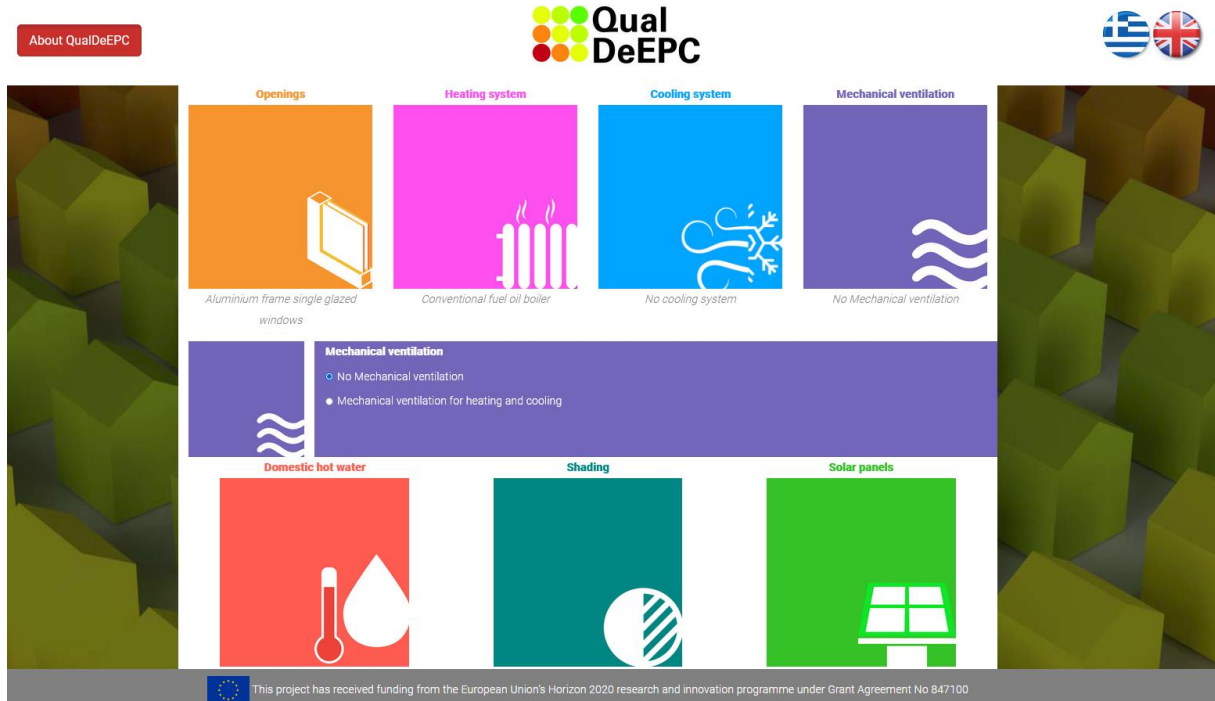 About QualDeEPC
Qual
DeEPC
Openings
Heating system
Cooling system
Mechanical ventilation
Aluminium frame single glazed
windows
Conventional fuel oil boiler
No cooling system
No Mechanical ventilation
Mechanical ventilation
No Mechanical ventilation
Mechanical ventilation for heating and cooling
Domestic hot water
Shading
Solar panels
This project has received funding from the European Union's Horizon 2020 research and innovation programme under Grant Agreement No 847100